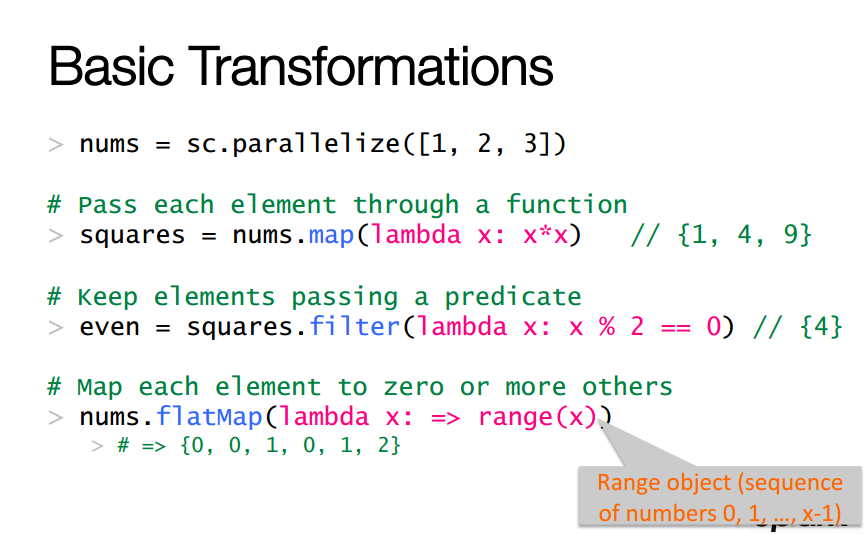 Basic Transformations
> nums = sc.parallelize([1, 2, 3])
# Pass each element through a function
> squares = nums.map(lambda x: x*x) // {1, 4, 9}
# Keep elements passing a predicate
> even = squares.filter(lambda x: x % 2 == 0) // {4}
# Map each element to zero or more others
> nums.flatMap(lambda x: => range(x))
> # => {0, 0, 1, 0, 1, 2}
Range object (sequence
of numbers 0, 1, …, x-1)